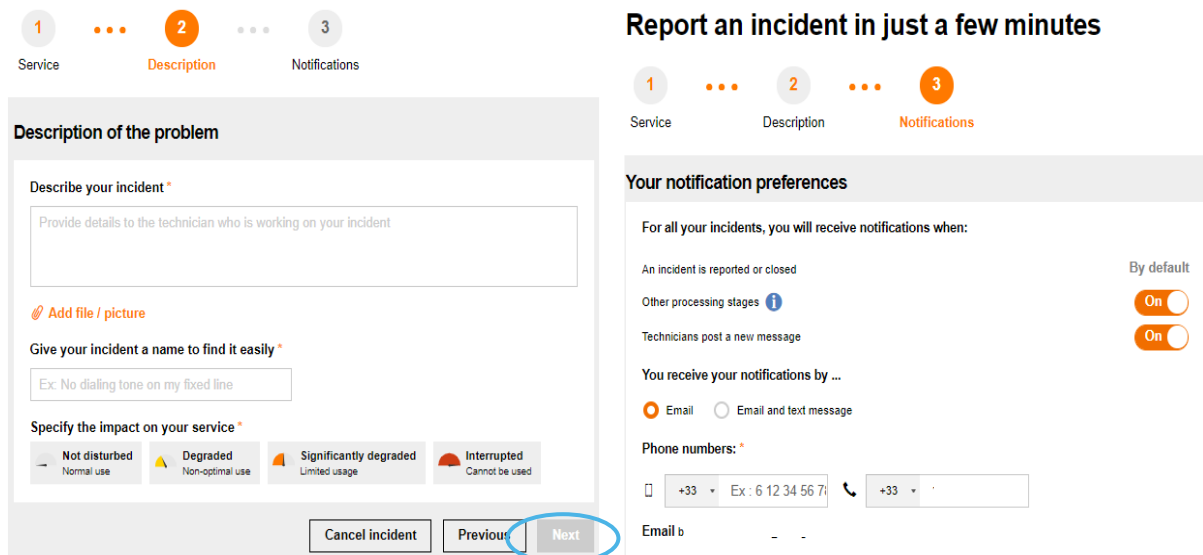 1 2 3
Service Description Notifications
Description of the problem
Describe your incident *
Provide details to the technician who is working on your incident
Add file / picture
Give your incident a name to find it easily *
Ex: No dialing tone on my fixed line
Specify the impact on your service *
Not disturbed
Normal use
Degraded
Non-optimal use
Significantly degraded
Limited usage
Interrupted
Cannot be used
Cancel incident Previous Next
Report an incident in just a few minutes
1 2 3
Service Description Notifications
Your notification preferences
For all your incidents, you will receive notifications when:
An incident is reported or closed By default
Other processing stages i On
Technicians post a new message On
You receive your notifications by ...
Email Email and text message
Phone numbers: *
+33 Ex : 6 12 34 56 7 +33
Email b